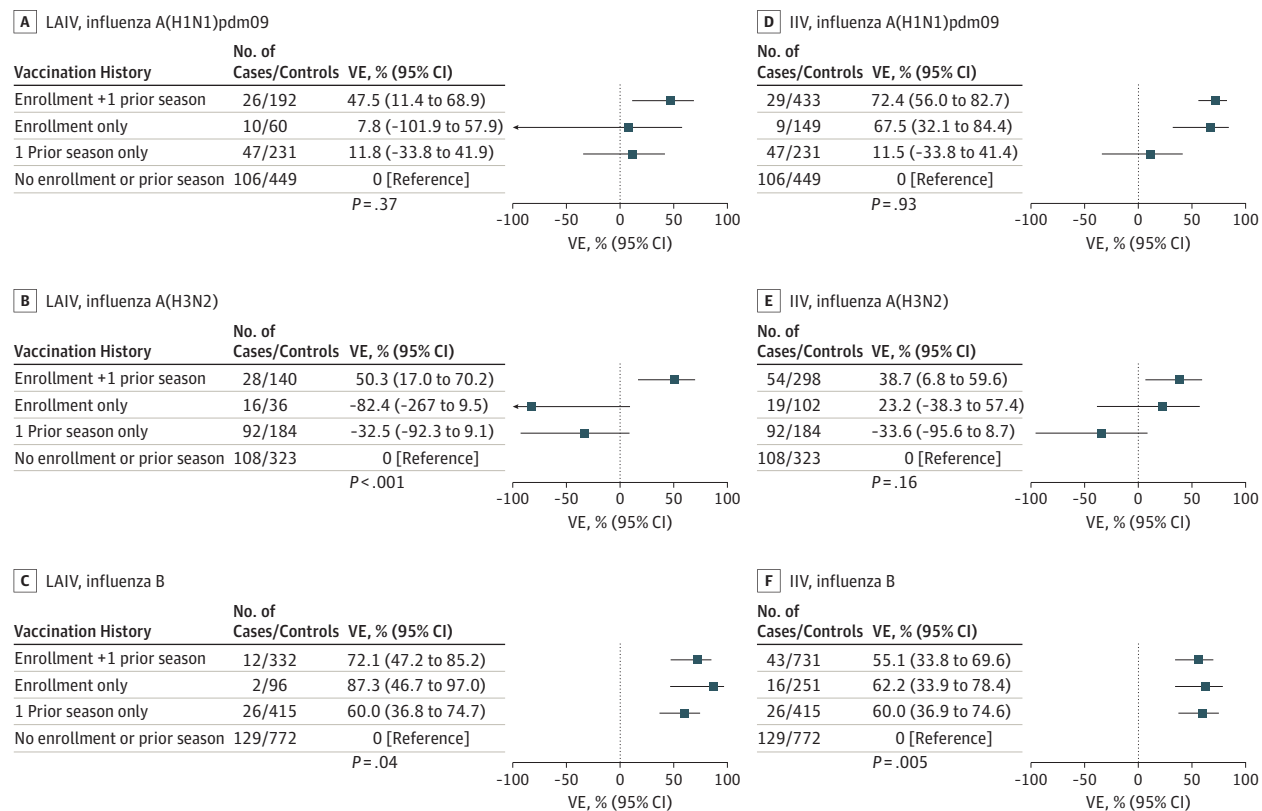 A LAIV, influenza A(H1N1)pdm09
No. of
Vaccination History Cases/Controls VE, % (95% CI)
Enrollment +1 prior season 26/192 47.5 (11.4 to 68.9)
Enrollment only 10/60 7.8 (-101.9 to 57.9)
1 Prior season only 47/231 11.8 (-33.8 to 41.9)
No enrollment or prior season 106/449 0 [Reference]
P = .37
-100 -50 0 50 100
VE, % (95% CI)
D IIV, influenza A(H1N1)pdm09
No. of
Cases/Controls VE, % (95% CI)
29/433 72.4 (56.0 to 82.7)
9/149 67.5 (32.1 to 84.4)
47/231 11.5 (-33.8 to 41.4)
106/449 0 [Reference]
P = .93
-100 -50 0 50 100
VE, % (95% CI)
B LAIV, influenza A(H3N2)
No. of
Vaccination History Cases/Controls VE, % (95% CI)
Enrollment +1 prior season 28/140 50.3 (17.0 to 70.2)
Enrollment only 16/36 -82.4 (-267 to 9.5)
1 Prior season only 92/184 -32.5 (-92.3 to 9.1)
No enrollment or prior season 108/323 0 [Reference]
P < .001
-100 -50 0 50 100
VE, % (95% CI)
E IIV, influenza A(H3N2)
No. of
Cases/Controls VE, % (95% CI)
54/298 38.7 (6.8 to 59.6)
19/102 23.2 (-38.3 to 57.4)
92/184 -33.6 (-95.6 to 8.7)
108/323 0 [Reference]
P = .16
-100 -50 0 50 100
VE, % (95% CI)
C LAIV, influenza B
No. of
Vaccination History Cases/Controls VE, % (95% CI)
Enrollment +1 prior season 12/332 72.1 (47.2 to 85.2)
Enrollment only 2/96 87.3 (46.7 to 97.0)
1 Prior season only 26/415 60.0 (36.8 to 74.7)
No enrollment or prior season 129/772 0 [Reference]
P = .04
-100 -50 0 50 100
VE, % (95% CI)
F IIV, influenza B
No. of
Cases/Controls VE, % (95% CI)
43/731 55.1 (33.8 to 69.6)
16/251 62.2 (33.9 to 78.4)
26/415 60.0 (36.9 to 74.6)
129/772 0 [Reference]
P = .005
-100 -50 0 50 100
VE, % (95% CI)